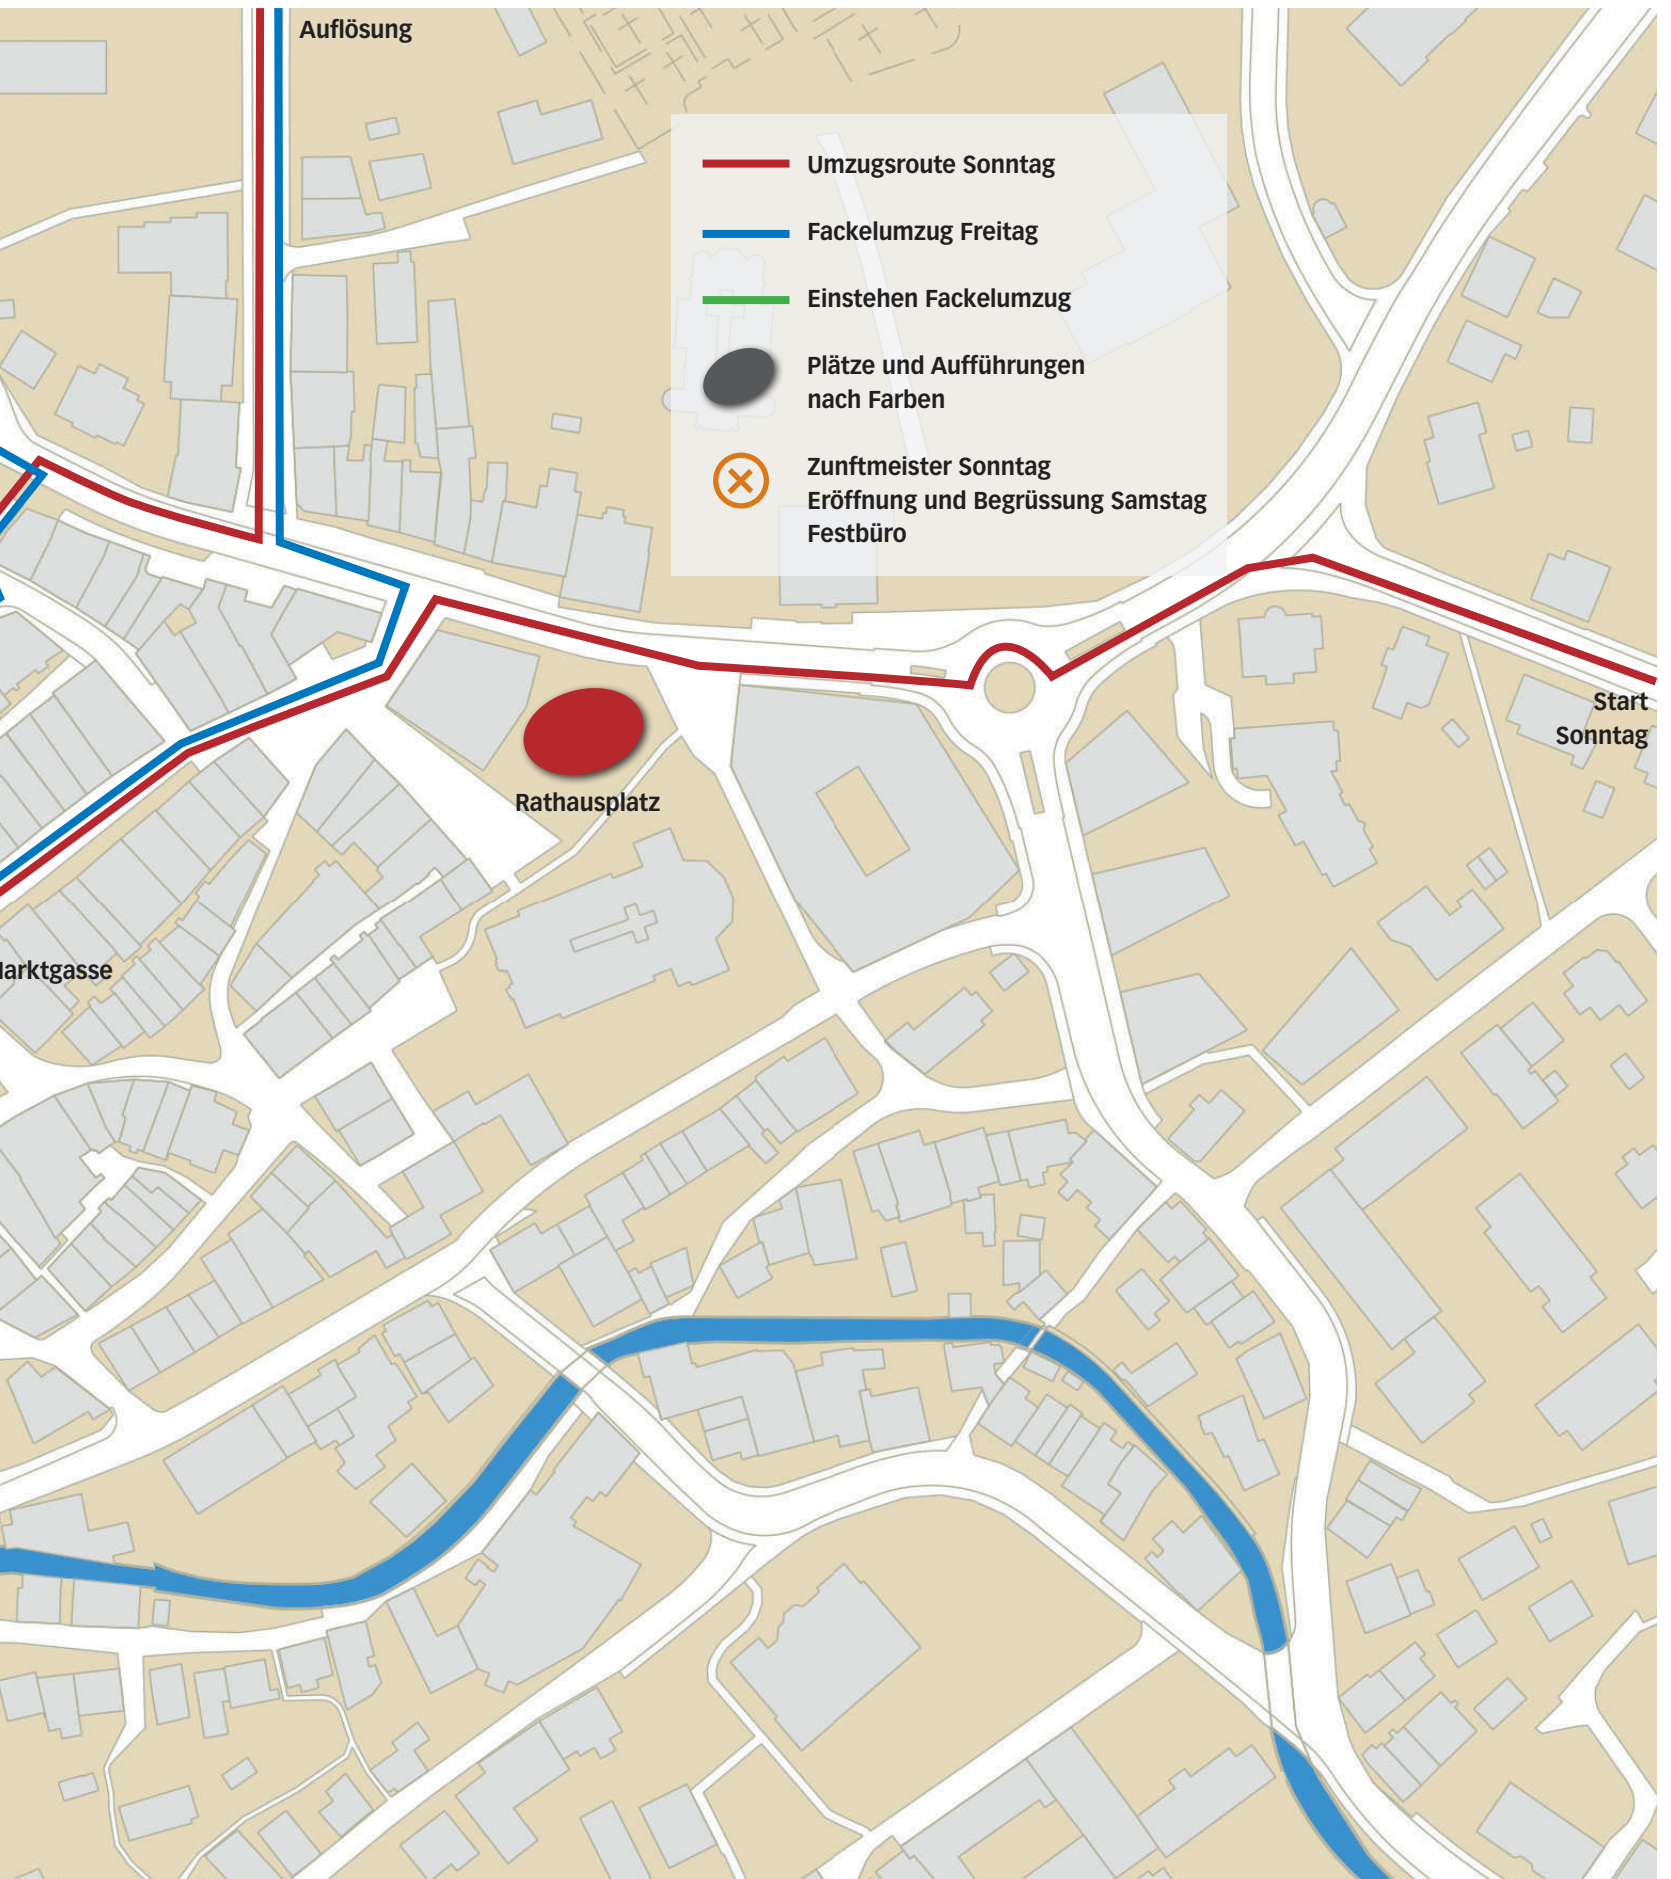 Auflösung
Umzugsroute Sonntag
Fackelumzug Freitag
Einstehen Fackelumzug
Plätze und Aufführungen
nach Farben
Zunftmeister Sonntag
Eröffnung und Begrüssung Samstag
Festbüro
Start
Sonntag
Rathausplatz
arktgasse